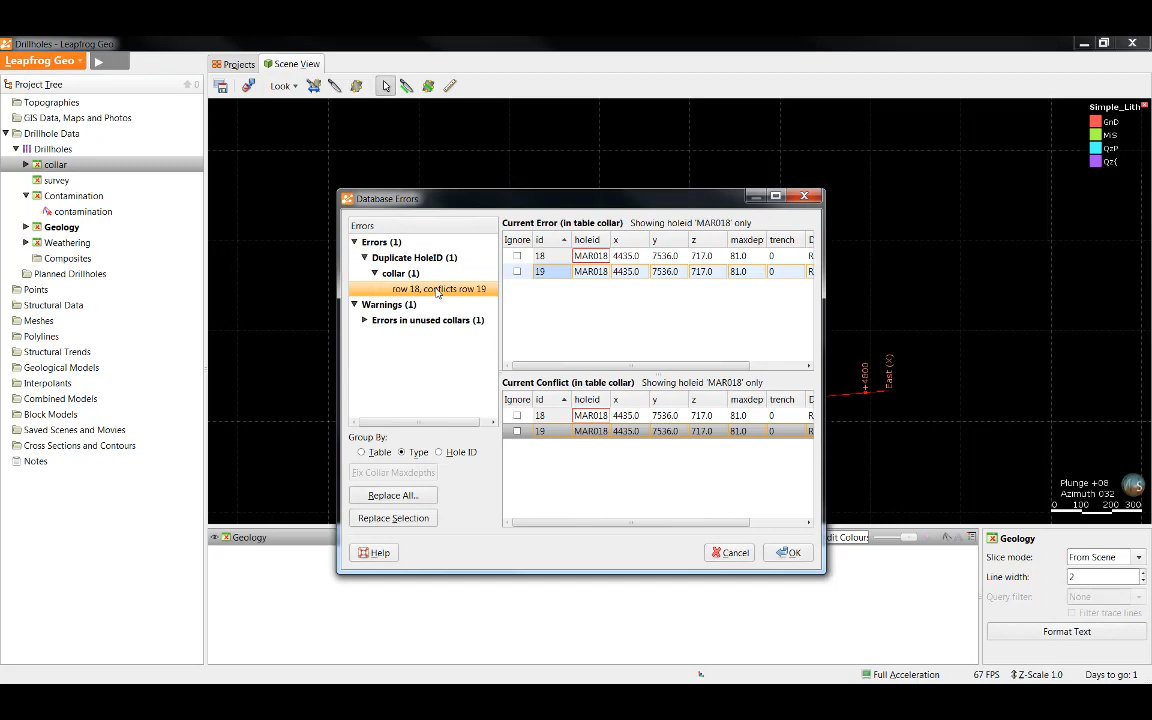 Drillholes - Leapfrog Geo
Leapfrog Geo
Projects
Scene View
Project Tree
0
Look
Topographies
GIS Data, Maps and Photos
Drillhole Data
Drillholes
collar
survey
Contamination
contamination
Geology
Weathering
Composites
Planned Drillholes
Points
Structural Data
Meshes
Polylines
Structural Trends
Geological Models
Interpolants
Combined Models
Block Models
Saved Scenes and Movies
Cross Sections and Contours
Notes
Simple_Lith
GnD
MiS
QzP
Qz(
Database Errors
Errors
Errors (1)
Duplicate HoleID (1)
collar (1)
row 18, conflicts row 19
Warnings (1)
Errors in unused collars (1)
Group By:
Table Type Hole ID
Fix Collar Maxdepths
Replace All...
Replace Selection
Help
Current Error (in table collar) Showing holeid 'MAR018' only
Ignore id holeid x y z maxdep trench D
18 MAR018 4435.0 7536.0 717.0 81.0 0 R
19 MAR018 4435.0 7536.0 717.0 81.0 0 R
Current Conflict (in table collar) Showing holeid 'MAR018' only
Ignore id holeid x y z maxdep trench D
18 MAR018 4435.0 7536.0 717.0 81.0 0 R
19 MAR018 4435.0 7536.0 717.0 81.0 0 R
Cancel
OK
+4800
East (X)
Plunge +08
Azimuth 032
0 100 200 300
Geology
dit Colours
Geology
Slice mode: From Scene
Line width: 2
Query filter: None
Filter trace lines
Format Text
Full Acceleration
67 FPS
Z-Scale 1.0
Days to go: 1